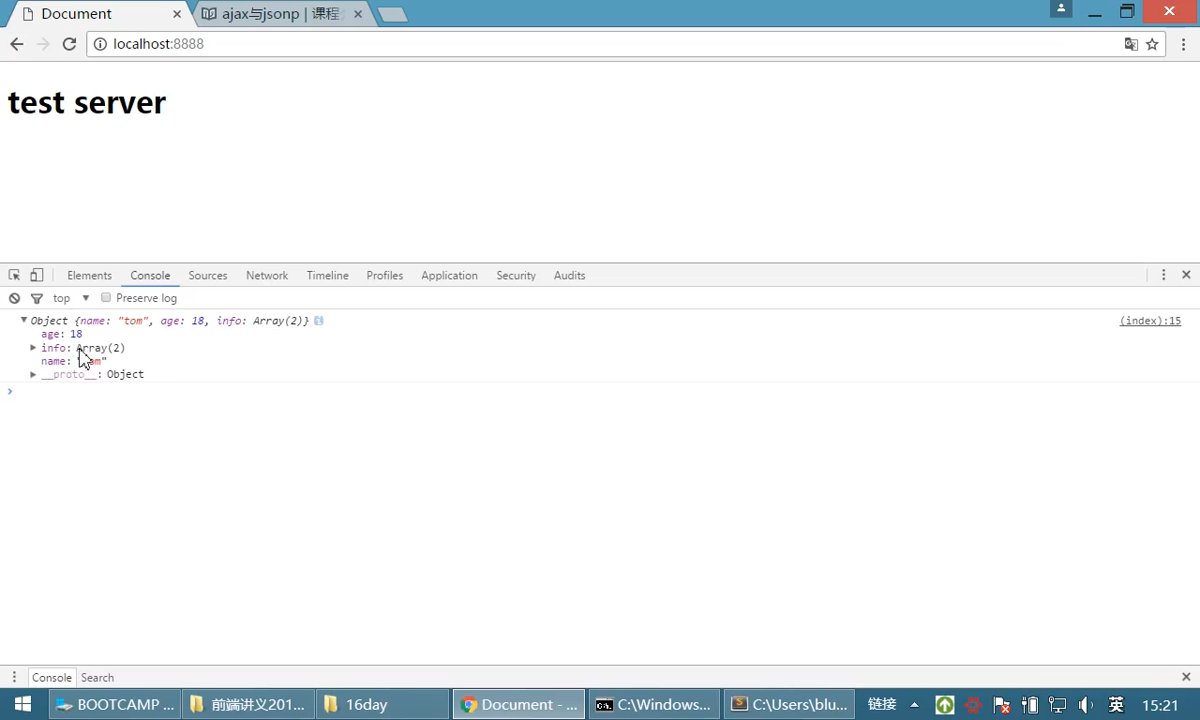 Document
ajax与jsonp | 课程
localhost:8888
test server
Elements Console Sources Network Timeline Profiles Application Security Audits
top Preserve log
Object {name: "tom", age: 18, info: Array(2)} (index):15
age: 18
info: Array(2)
name:
__proto__: Object
Console Search
BOOTCAMP ... 前端讲义201... 16day Document - ... C:\Windows... C:\Users\blu... 链接 英 15:21